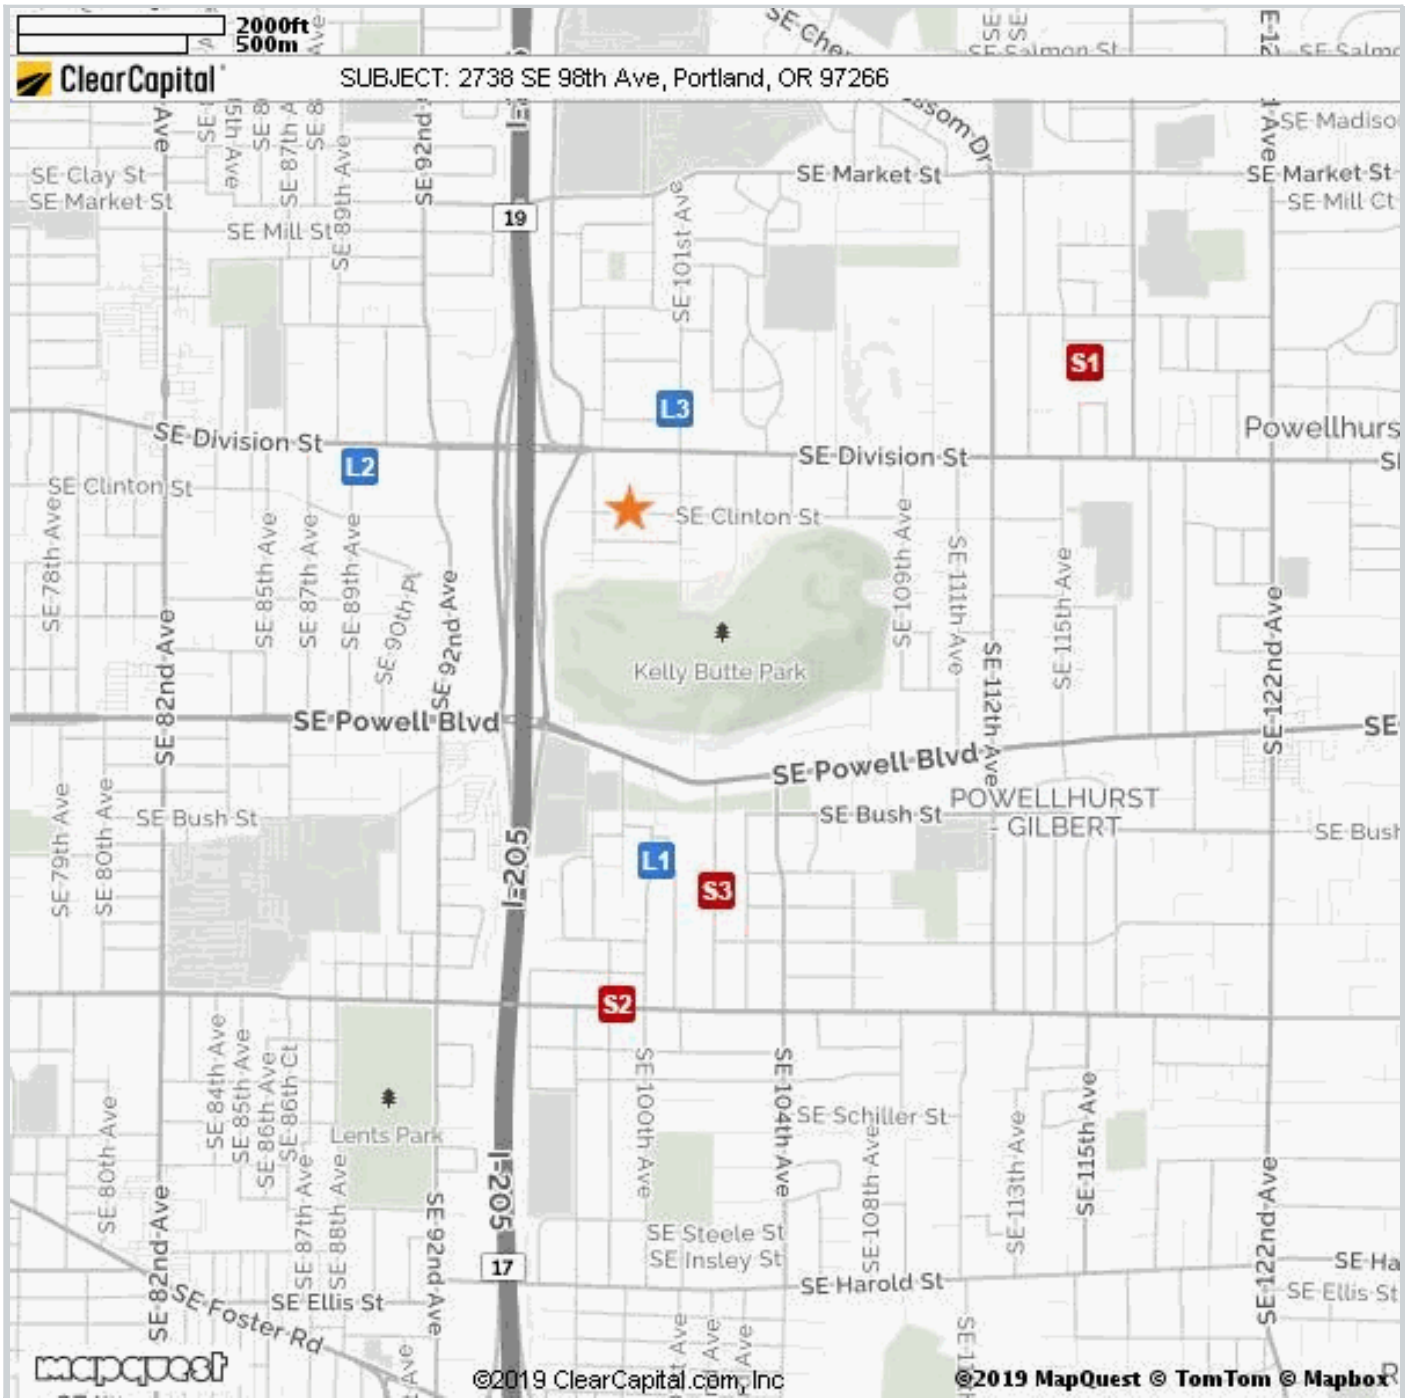 2000ft
500m
ClearCapital
SUBJECT: 2738 SE 98th Ave, Portland, OR 97266
SE Salmon St
SE Madiso
SE Clay St
SE Market St
SE Market St
SE Market St
SE Mill Ct
SE Mill St
SE 87th A
SE 89th Ave
SE 92nd
SE 101st Ave
19
S1
L3
L2
SE Division St
SE Division St
Powellhurs
SE Clinton St
SE Clinton St
SE 78th Ave
SE 82nd Ave
SE 85th Ave
SE 87th Ave
SE 89th Ave
SE 90th Pl
SE 92nd Ave
SE 109th Ave
SE 111th Ave
SE 112th Ave
SE 115th Ave
SE 122nd Ave
Kelly Butte Park
SE Powell Blvd
SE Powell Blvd
SE
SE 79th Ave
SE 80th Ave
SE Bush St
SE Bush St
SE Bush
POWELLHURST
GILBERT
I-205
L1
S3
S2
SE 84th Ave
SE 85th Ave
SE 86th Ave
SE 86th Ct
SE 80th Ave
SE 82nd Ave
SE 87th Ave
SE 88th Ave
SE 92nd Ave
Lents Park
I-205
17
SE 100th Ave
SE 104th Ave
SE Schiller St
SE 108th Ave
SE 113th Ave
SE 115th Ave
SE 122nd Ave
SE Steele St
SE Insley St
SE Harold St
SE Ha
SE Ellis St
SE Ellis St
SE Foster Rd
mapquest
©2019 ClearCapital.com, Inc
©2019 MapQuest © TomTom © Mapbox